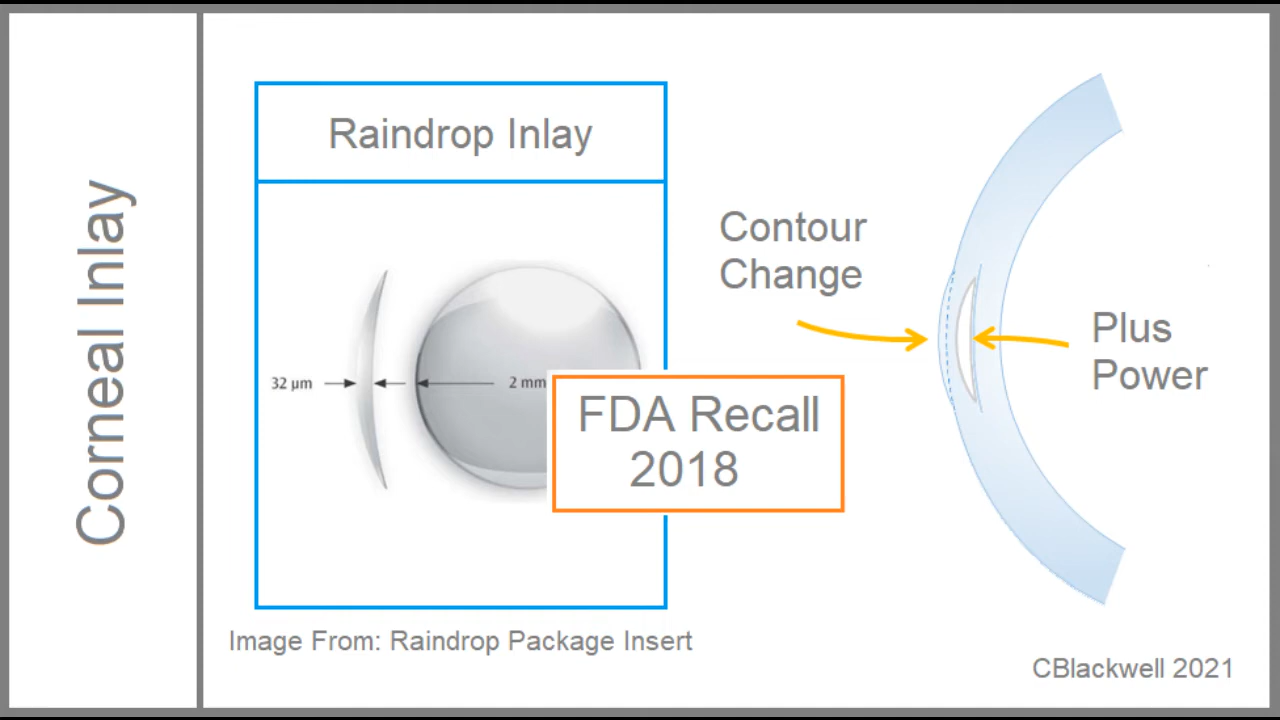 Corneal Inlay
Raindrop Inlay
32 µm
2 mm
FDA Recall
2018
Contour
Change
Plus
Power
Image From: Raindrop Package Insert
CBlackwell 2021